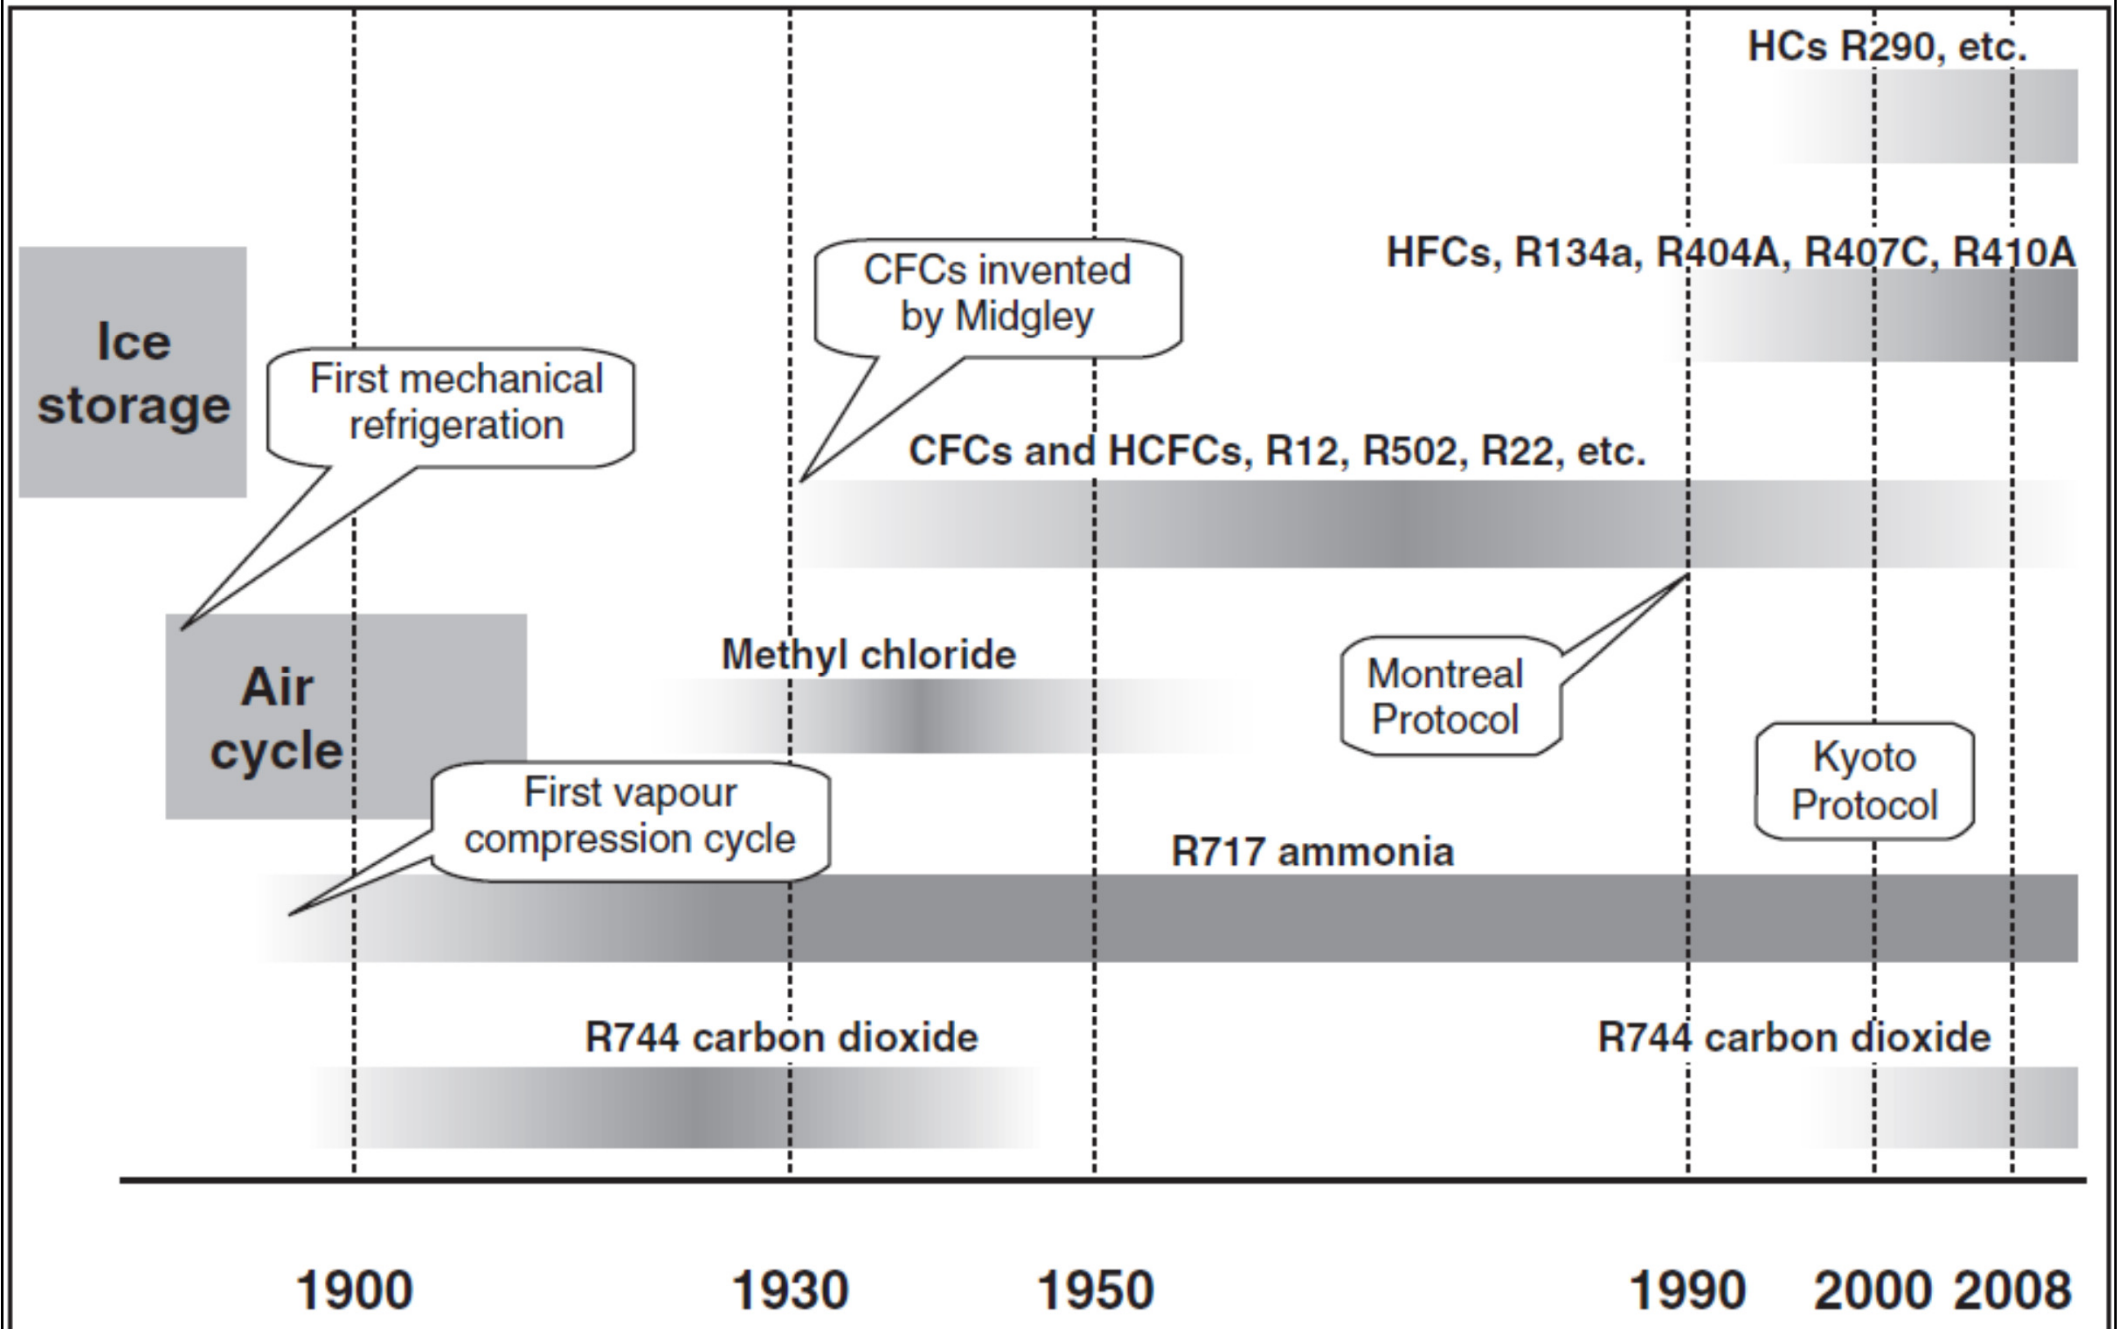 HCs R290, etc.
HFCs, R134a, R404A, R407C, R410A
CFCs invented
by Midgley
Ice
storage
First mechanical
refrigeration
CFCs and HCFCs, R12, R502, R22, etc.
Methyl chloride
Montreal
Protocol
Air
cycle
Kyoto
Protocol
First vapour
compression cycle
R717 ammonia
R744 carbon dioxide
R744 carbon dioxide
1900
1930
1950
1990
2000
2008